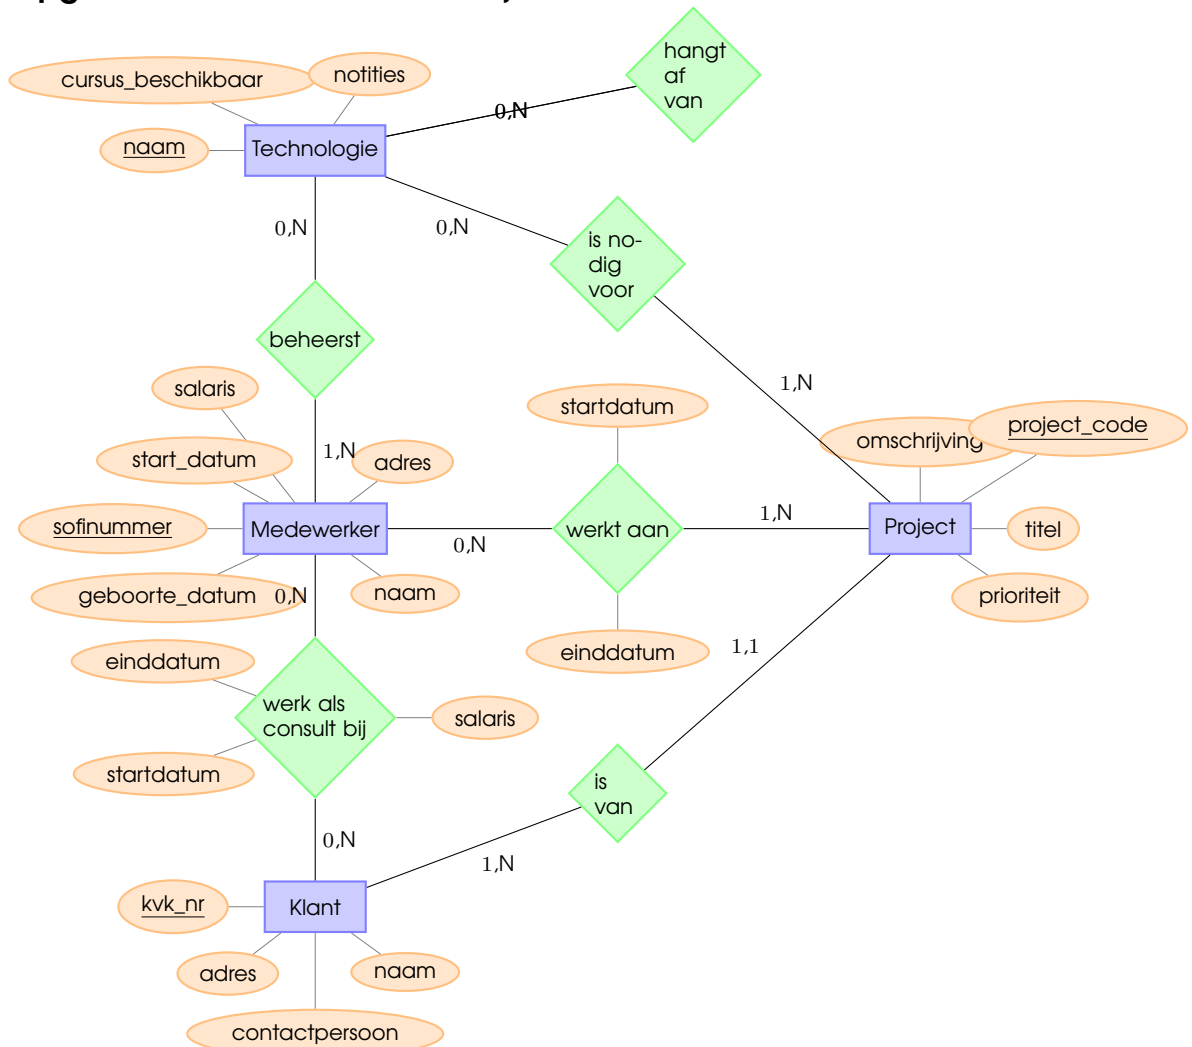 hangt
af
van
cursus_beschikbaar
notities
0,N
naam
Technologie
0,N
0,N
is no-
dig
voor
beheerst
1,N
salaris
startdatum
project_code
omschrijving
start_datum
1,N
adres
sofinummer
Medewerker
0,N
werkt aan
1,N
Project
titel
geboorte_datum
0,N
naam
prioriteit
einddatum
einddatum
1,1
werk als
consult bij
salaris
startdatum
is
van
0,N
1,N
kvk_nr
Klant
adres
naam
contactpersoon